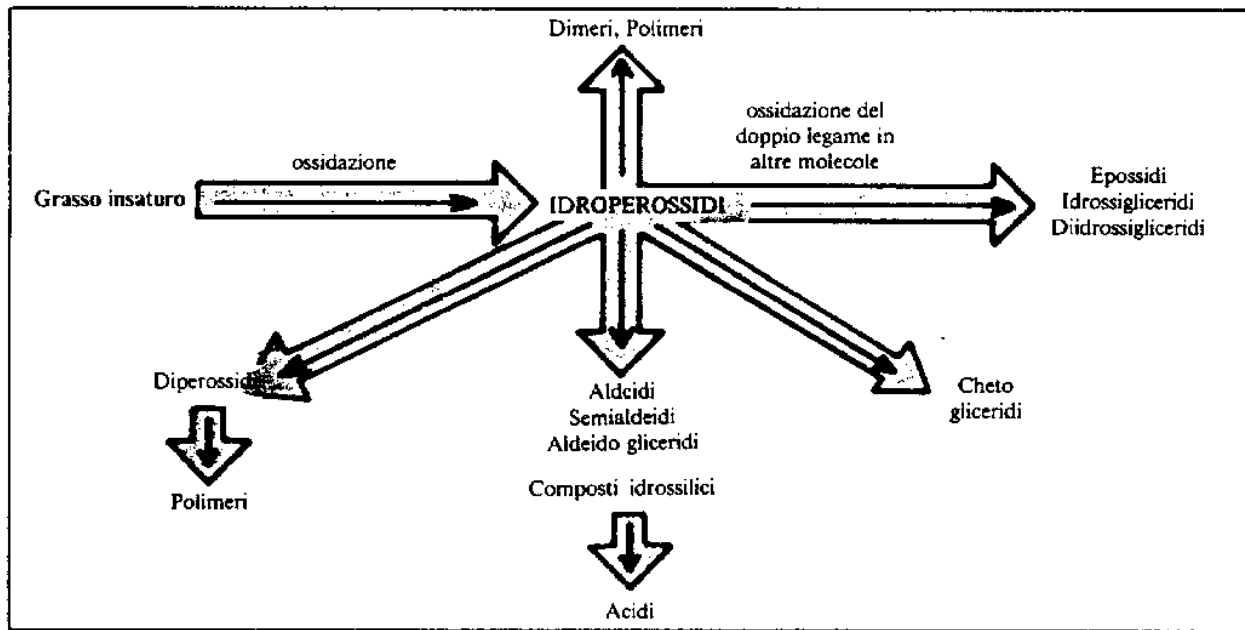 Dimeri, Polimeri
ossidazione del
doppio legame in
altre molecole
ossidazione
Grasso insaturo
IDROPEROSSIDI
Epossidi
Idrossigliceridi
Diidrossigliceridi
Diperossidi
Aldeidi
Semialdeidi
Aldeido gliceridi
Cheto
gliceridi
Composti idrossilici
Polimeri
Acidi